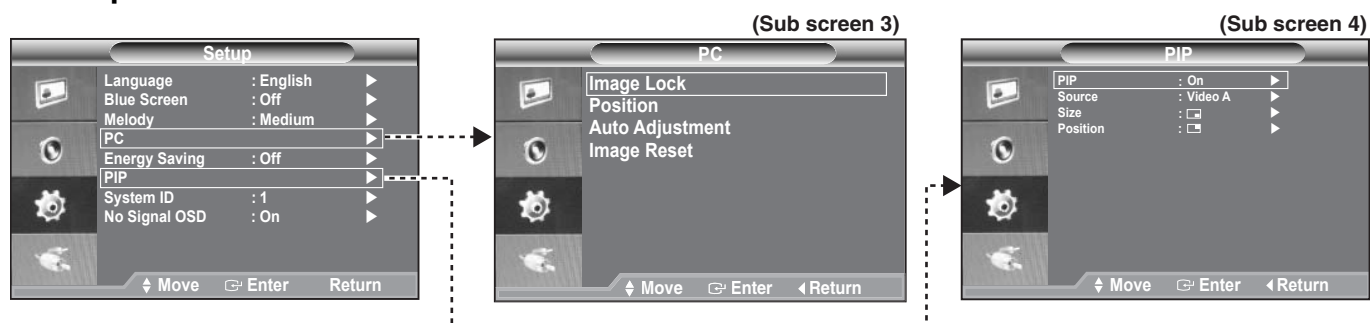 (Sub screen 3)
(Sub screen 4)
Setup
Language : English
Blue Screen : Off
Melody : Medium
PC
Energy Saving : Off
PIP
System ID : 1
No Signal OSD : On
Move Enter Return
PC
Image Lock
Position
Auto Adjustment
Image Reset
Move Enter Return
PIP
PIP : On
Source : Video A
Size :
Position :
Move Enter Return